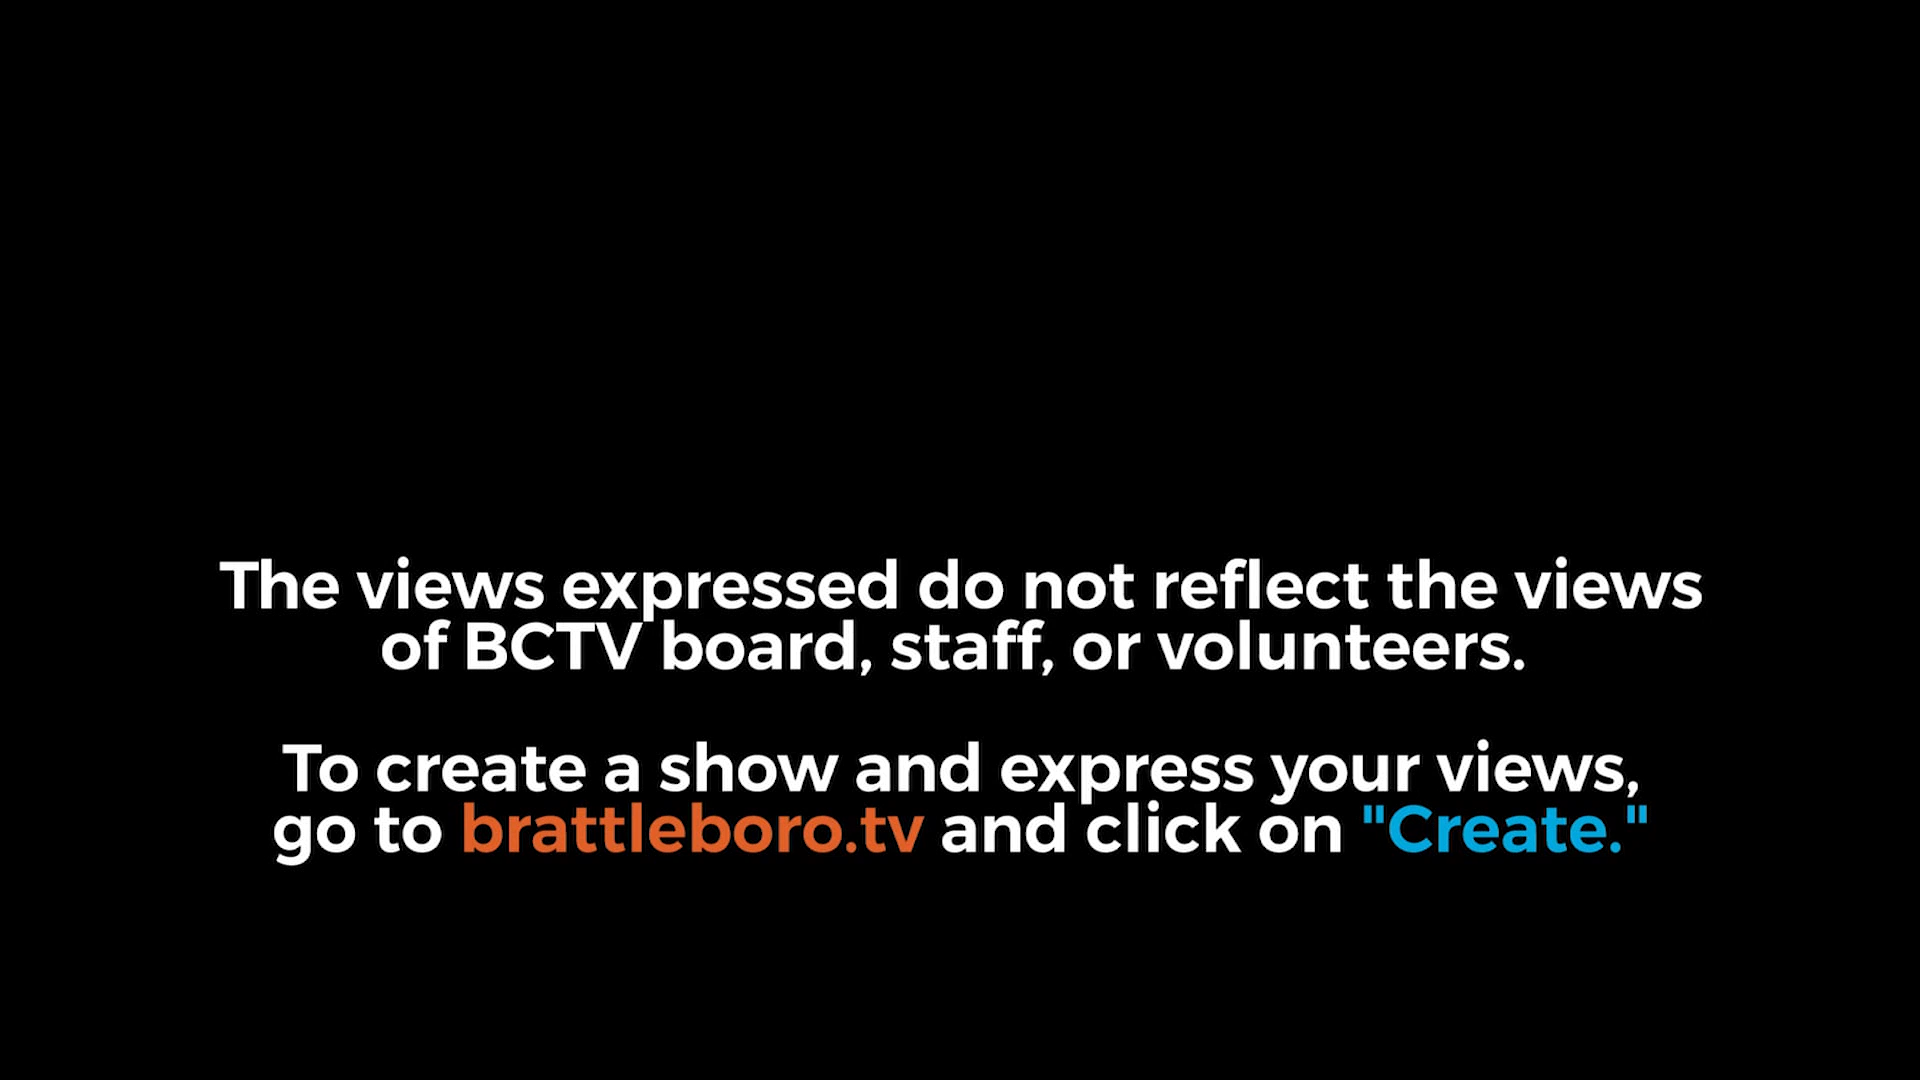 The views expressed do not reflect the views
of BCTV board, staff, or volunteers.
To create a show and express your views,
go to brattleboro.tv and click on "Create."